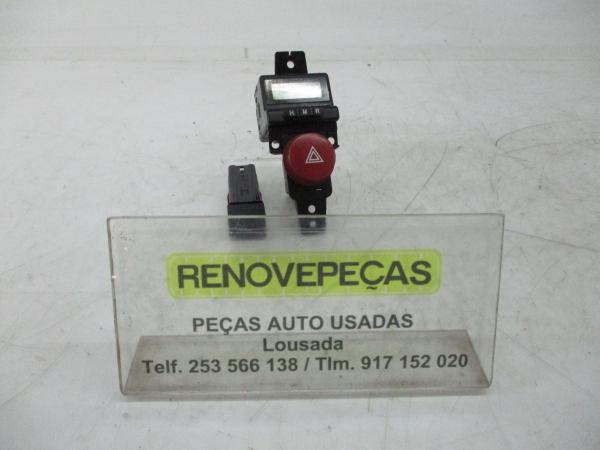 H M R
RENOVEPEÇAS
PEÇAS AUTO USADAS
Lousada
Telf. 253 566 138 / Tlm. 917 152 020